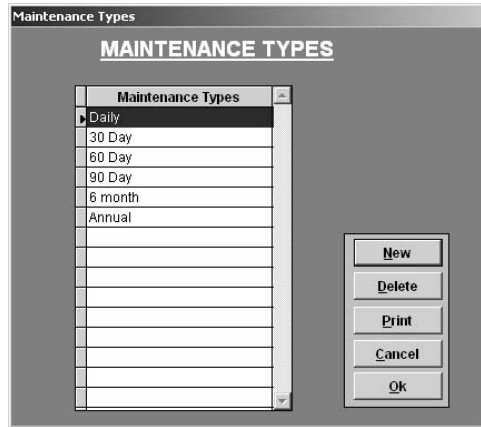 Maintenance Types
MAINTENANCE TYPES
Maintenance Types
Daily
30 Day
60 Day
90 Day
6 month
Annual
New
Delete
Print
Cancel
Ok